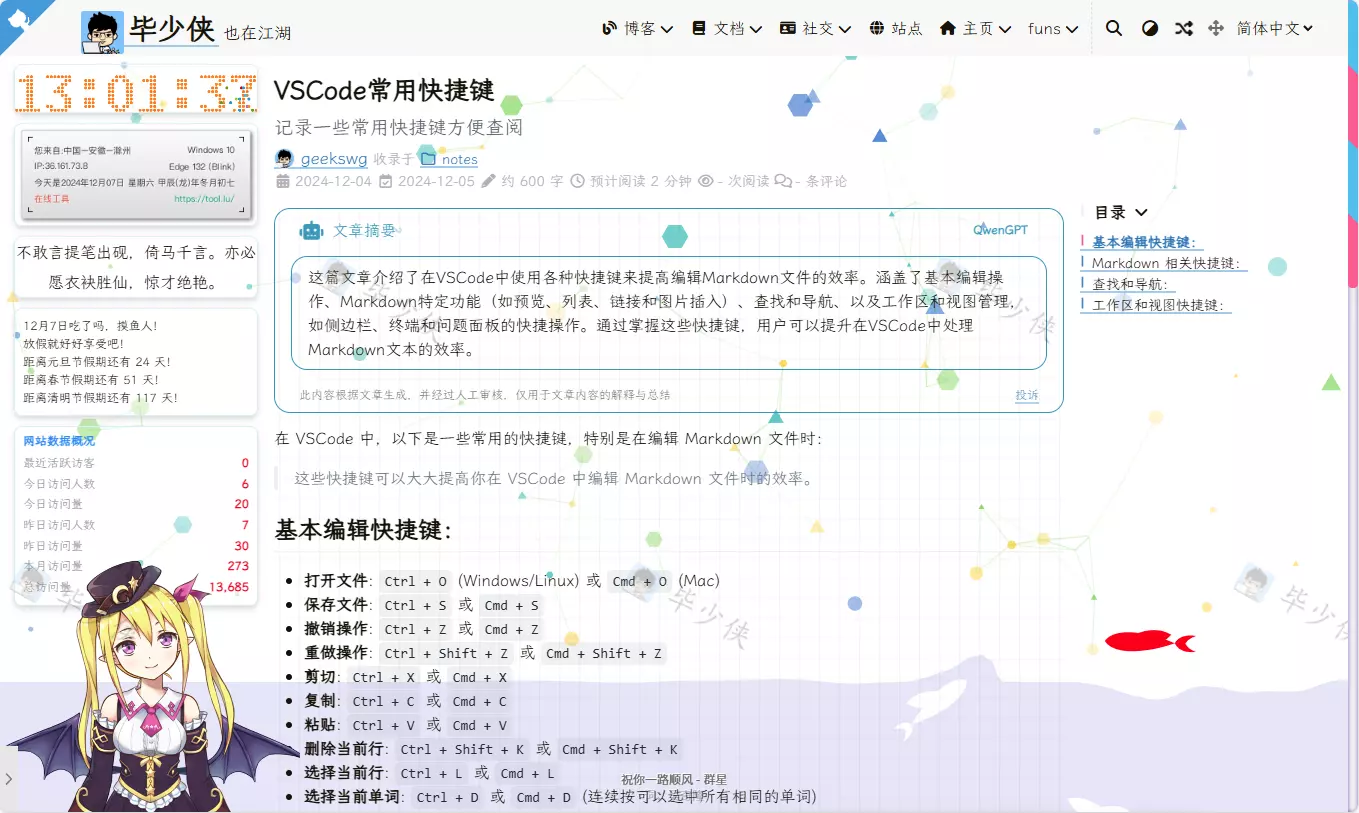 毕少侠 也在江湖
博客 文档 社交 站点 主页 funs 简体中文
13:01:37
您来自:中国-安徽-滁州 Windows 10
IP:36.161.73.8 Edge 132 (Blink)
今天是2024年12月07日 星期六 甲辰(龙)年冬月初七
在线工具 https://tool.lu/
不敢言提笔出砚，倚马千言。亦必
愿衣袂胜仙，惊才绝艳。
12月7日吃了吗，摸鱼人!
放假就好好享受吧!
距离元旦节假期还有 24 天!
距离春节假期还有 51 天!
距离清明节假期还有 117 天!
网站数据概况
最近活跃访客 0
今日访问人数 6
今日访问量 20
昨日访问人数 7
昨日访问量 30
本月访问量 273
总访问量 13,685
VSCode常用快捷键
记录一些常用快捷键方便查阅
geekswg 收录于 notes
2024-12-04 2024-12-05 约 600 字 预计阅读 2 分钟 - 次阅读 - 条评论
文章摘要 QwenGPT
这篇文章介绍了在VSCode中使用各种快捷键来提高编辑Markdown文件的效率。涵盖了基本编辑操
作、Markdown特定功能（如预览、列表、链接和图片插入）、查找和导航、以及工作区和视图管理，
如侧边栏、终端和问题面板的快捷操作。通过掌握这些快捷键，用户可以提升在VSCode中处理
Markdown文本的效率。
此内容根据文章生成，并经过人工审核，仅用于文章内容的解释与总结 投诉
在 VSCode 中，以下是一些常用的快捷键，特别是在编辑 Markdown 文件时：
这些快捷键可以大大提高你在 VSCode 中编辑 Markdown 文件时的效率。
基本编辑快捷键：
打开文件: Ctrl + O (Windows/Linux) 或 Cmd + O (Mac)
保存文件: Ctrl + S 或 Cmd + S
撤销操作: Ctrl + Z 或 Cmd + Z
重做操作: Ctrl + Shift + Z 或 Cmd + Shift + Z
剪切: Ctrl + X 或 Cmd + X
复制: Ctrl + C 或 Cmd + C
粘贴: Ctrl + V 或 Cmd + V
删除当前行: Ctrl + Shift + K 或 Cmd + Shift + K
选择当前行: Ctrl + L 或 Cmd + L
选择当前单词: Ctrl + D 或 Cmd + D (连续按可以选中所有相同的单词)
祝你一路顺风 - 群星
目录
基本编辑快捷键：
Markdown 相关快捷键：
查找和导航：
工作区和视图快捷键：
毕少侠
毕少侠
毕少侠
毕少侠